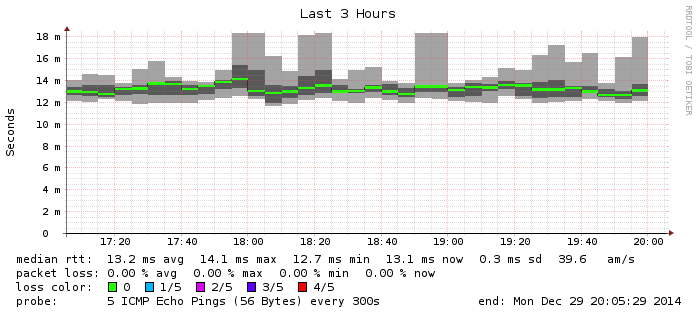 Last 3 Hours
RRDTOOL / TOBI OETIKER
Seconds
18 m
16 m
14 m
12 m
10 m
8 m
6 m
4 m
2 m
0
17:20 17:40 18:00 18:20 18:40 19:00 19:20 19:40 20:00
median rtt: 13.2 ms avg 14.1 ms max 12.7 ms min 13.1 ms now 0.3 ms sd 39.6 am/s
packet loss: 0.00 % avg 0.00 % max 0.00 % min 0.00 % now
loss color: 0 1/5 2/5 3/5 4/5
probe: 5 ICMP Echo Pings (56 Bytes) every 300s end: Mon Dec 29 20:05:29 2014